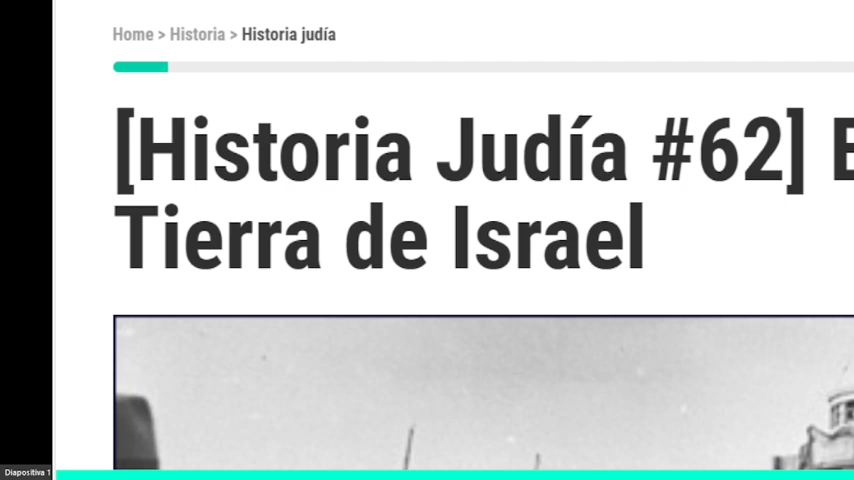 Home > Historia > Historia judía
[Historia Judía #62] E
Tierra de Israel
Diapositiva 1